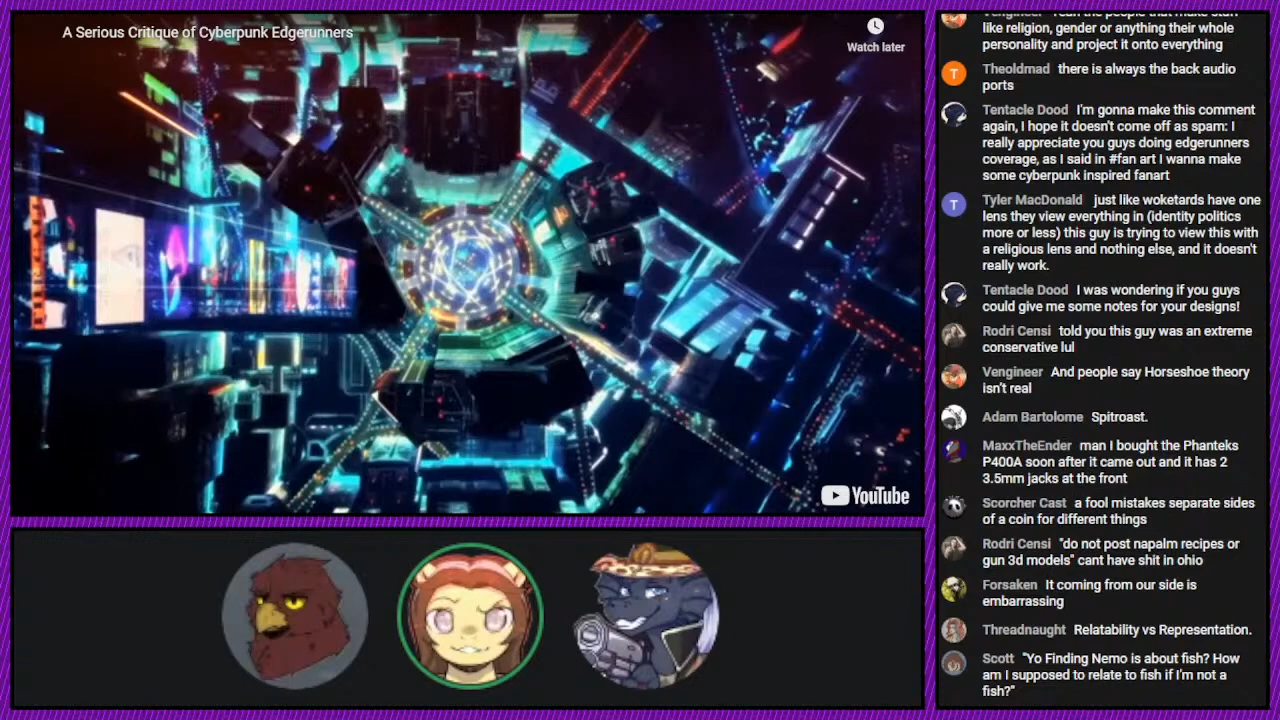 A Serious Critique of Cyberpunk Edgerunners
Watch later
YouTube
like religion, gender or anything their whole
personality and project it onto everything
T
Theoldmad there is always the back audio
ports
Tentacle Dood I'm gonna make this comment
again, I hope it doesn't come off as spam: I
really appreciate you guys doing edgerunners
coverage, as I said in #fan art I wanna make
some cyberpunk inspired fanart
T
Tyler MacDonald just like woketards have one
lens they view everything in (identity politics
more or less) this guy is trying to view this with
a religious lens and nothing else, and it doesn't
really work.
Tentacle Dood I was wondering if you guys
could give me some notes for your designs!
Rodri Censi told you this guy was an extreme
conservative lul
Vengineer And people say Horseshoe theory
isn't real
Adam Bartolome Spitroast.
MaxxTheEnder man I bought the Phanteks
P400A soon after it came out and it has 2
3.5mm jacks at the front
Scorcher Cast a fool mistakes separate sides
of a coin for different things
Rodri Censi "do not post napalm recipes or
gun 3d models" cant have shit in ohio
Forsaken It coming from our side is
embarrassing
Threadnaught Relatability vs Representation.
Scott "Yo Finding Nemo is about fish? How
am I supposed to relate to fish if I'm not a
fish?"